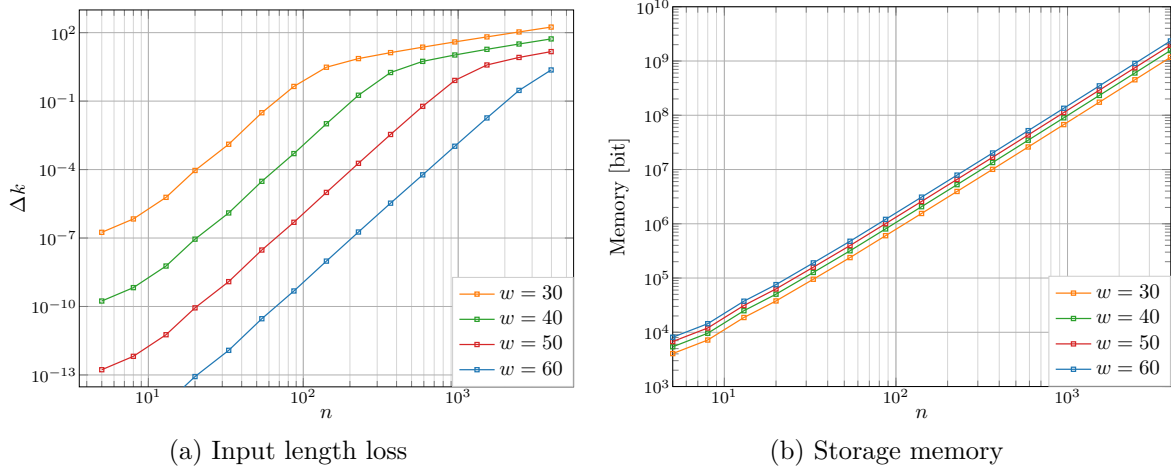 10^2
10^{-1}
10^{-4}
10^{-7}
10^{-10}
10^{-13}
Δk
10^1
10^2
10^3
n
w = 30
w = 40
w = 50
w = 60
(a) Input length loss
10^{10}
10^9
10^8
10^7
10^6
10^5
10^4
10^3
Memory [bit]
10^1
10^2
10^3
n
w = 30
w = 40
w = 50
w = 60
(b) Storage memory